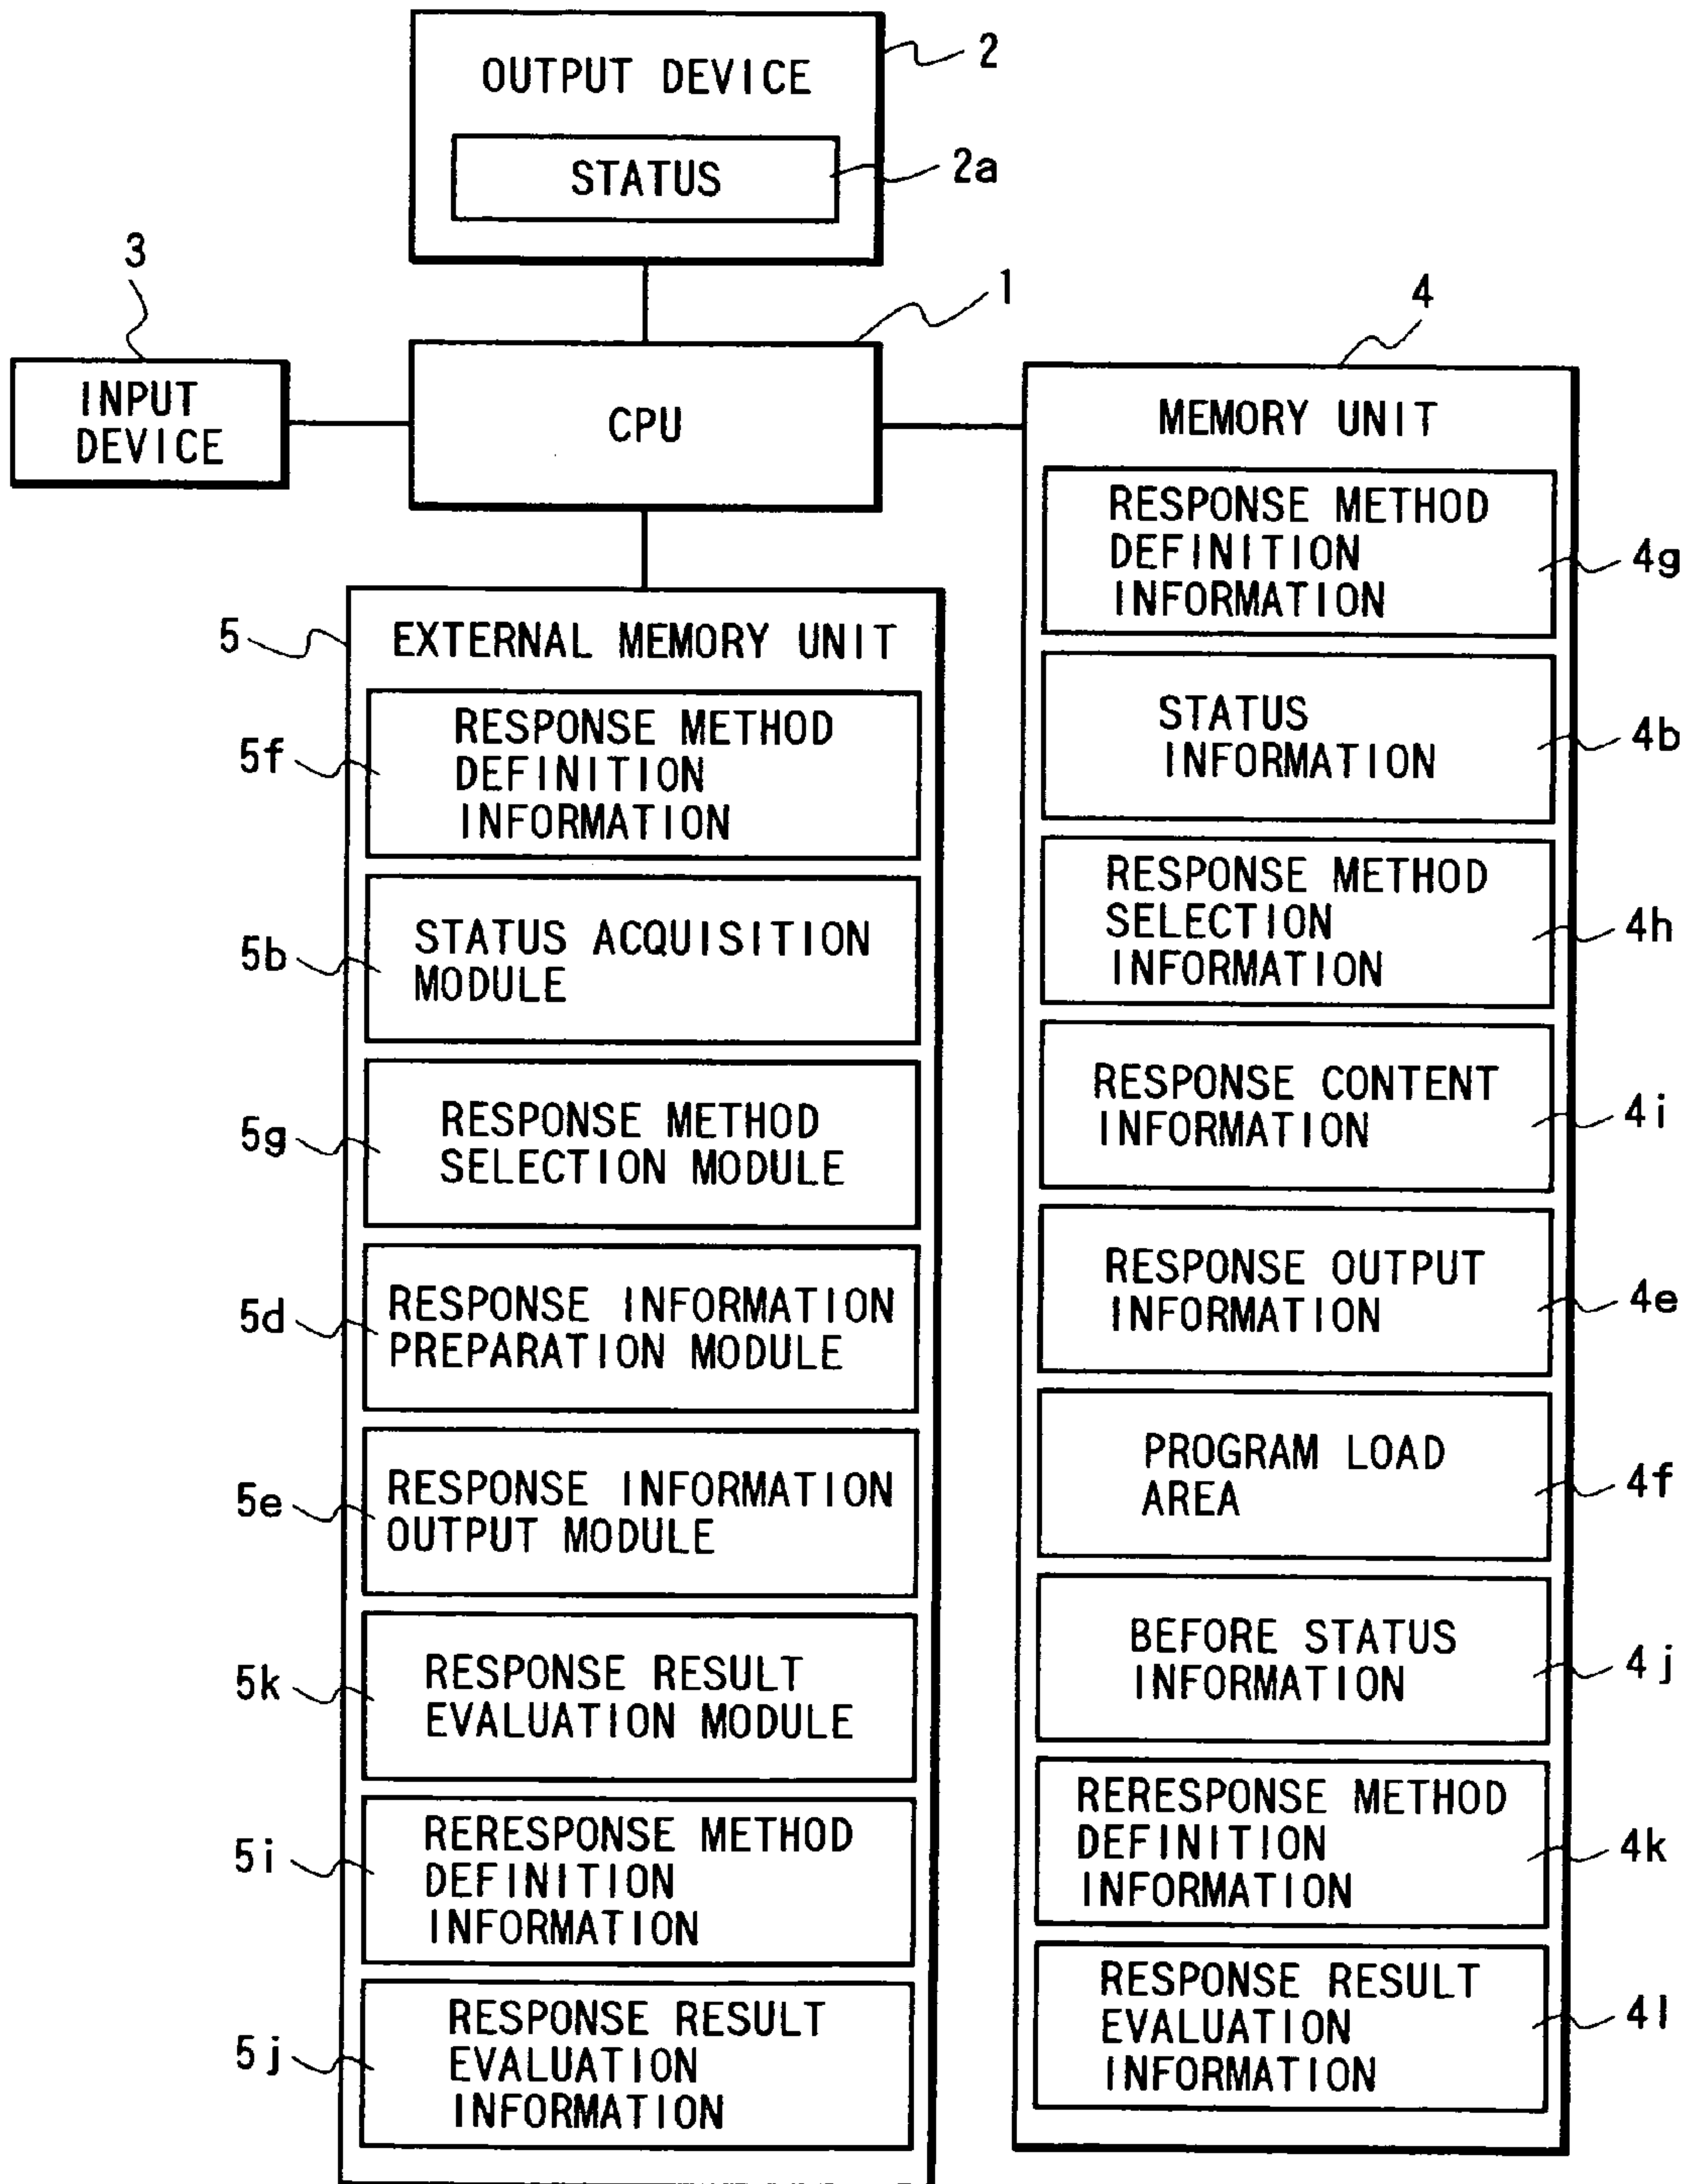 OUTPUT DEVICE
2
STATUS
2a
3
1
4
INPUT
DEVICE
CPU
MEMORY UNIT
RESPONSE METHOD
DEFINITION
INFORMATION
4g
STATUS
INFORMATION
4b
RESPONSE METHOD
SELECTION
INFORMATION
4h
RESPONSE CONTENT
INFORMATION
4i
RESPONSE OUTPUT
INFORMATION
4e
PROGRAM LOAD
AREA
4f
BEFORE STATUS
INFORMATION
4j
RERESPONSE METHOD
DEFINITION
INFORMATION
4k
RESPONSE RESULT
EVALUATION
INFORMATION
4l
5
EXTERNAL MEMORY UNIT
5f
RESPONSE METHOD
DEFINITION
INFORMATION
5b
STATUS ACQUISITION
MODULE
5g
RESPONSE METHOD
SELECTION MODULE
5d
RESPONSE INFORMATION
PREPARATION MODULE
5e
RESPONSE INFORMATION
OUTPUT MODULE
5k
RESPONSE RESULT
EVALUATION MODULE
5i
RERESPONSE METHOD
DEFINITION
INFORMATION
5j
RESPONSE RESULT
EVALUATION
INFORMATION